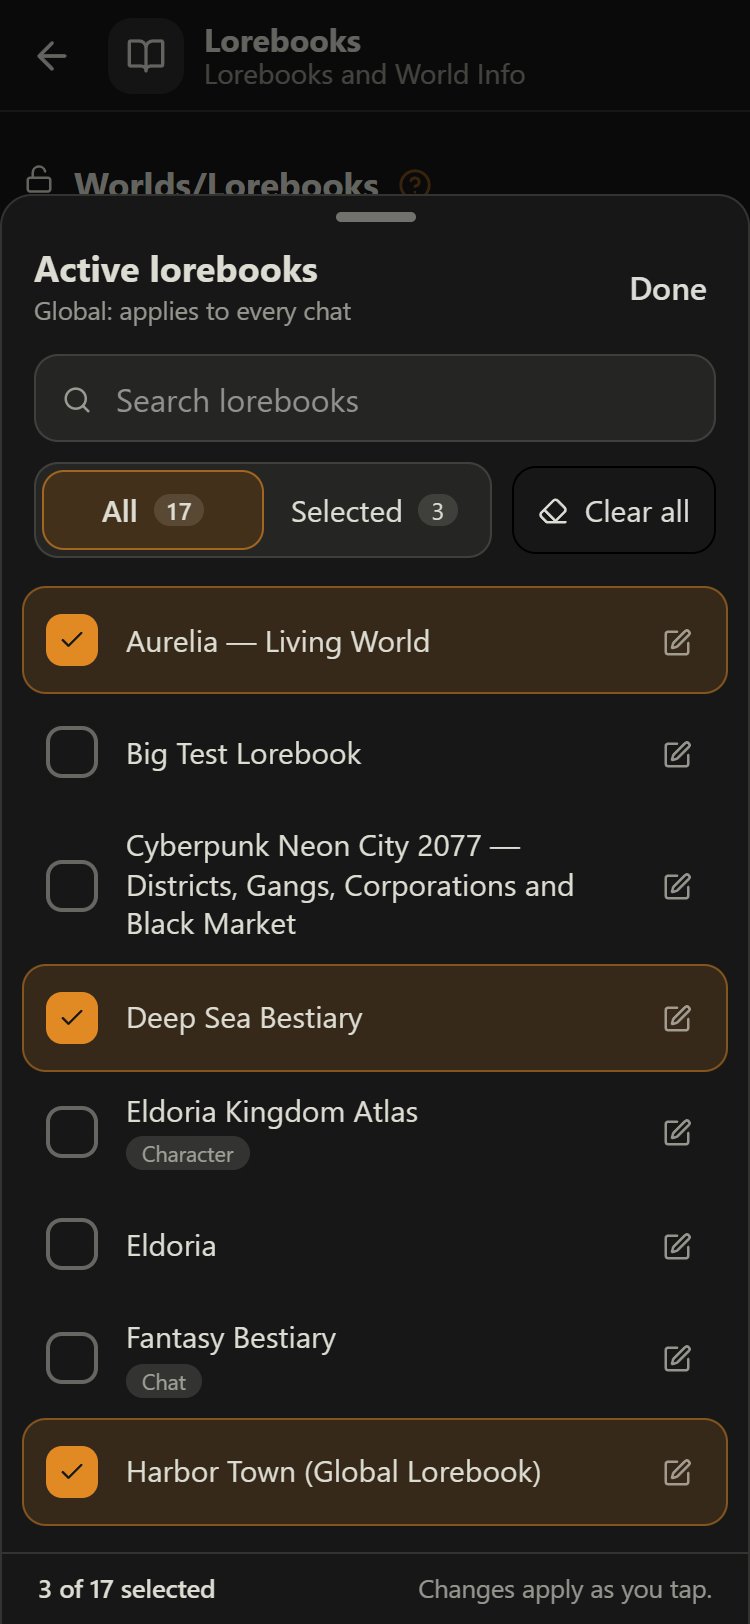 Lorebooks
Lorebooks and World Info
Worlds/Lorebooks
Active lorebooks
Done
Global: applies to every chat
Search lorebooks
All 17
Selected 3
Clear all
Aurelia — Living World
Big Test Lorebook
Cyberpunk Neon City 2077 —
Districts, Gangs, Corporations and
Black Market
Deep Sea Bestiary
Eldoria Kingdom Atlas
Character
Eldoria
Fantasy Bestiary
Chat
Harbor Town (Global Lorebook)
3 of 17 selected
Changes apply as you tap.